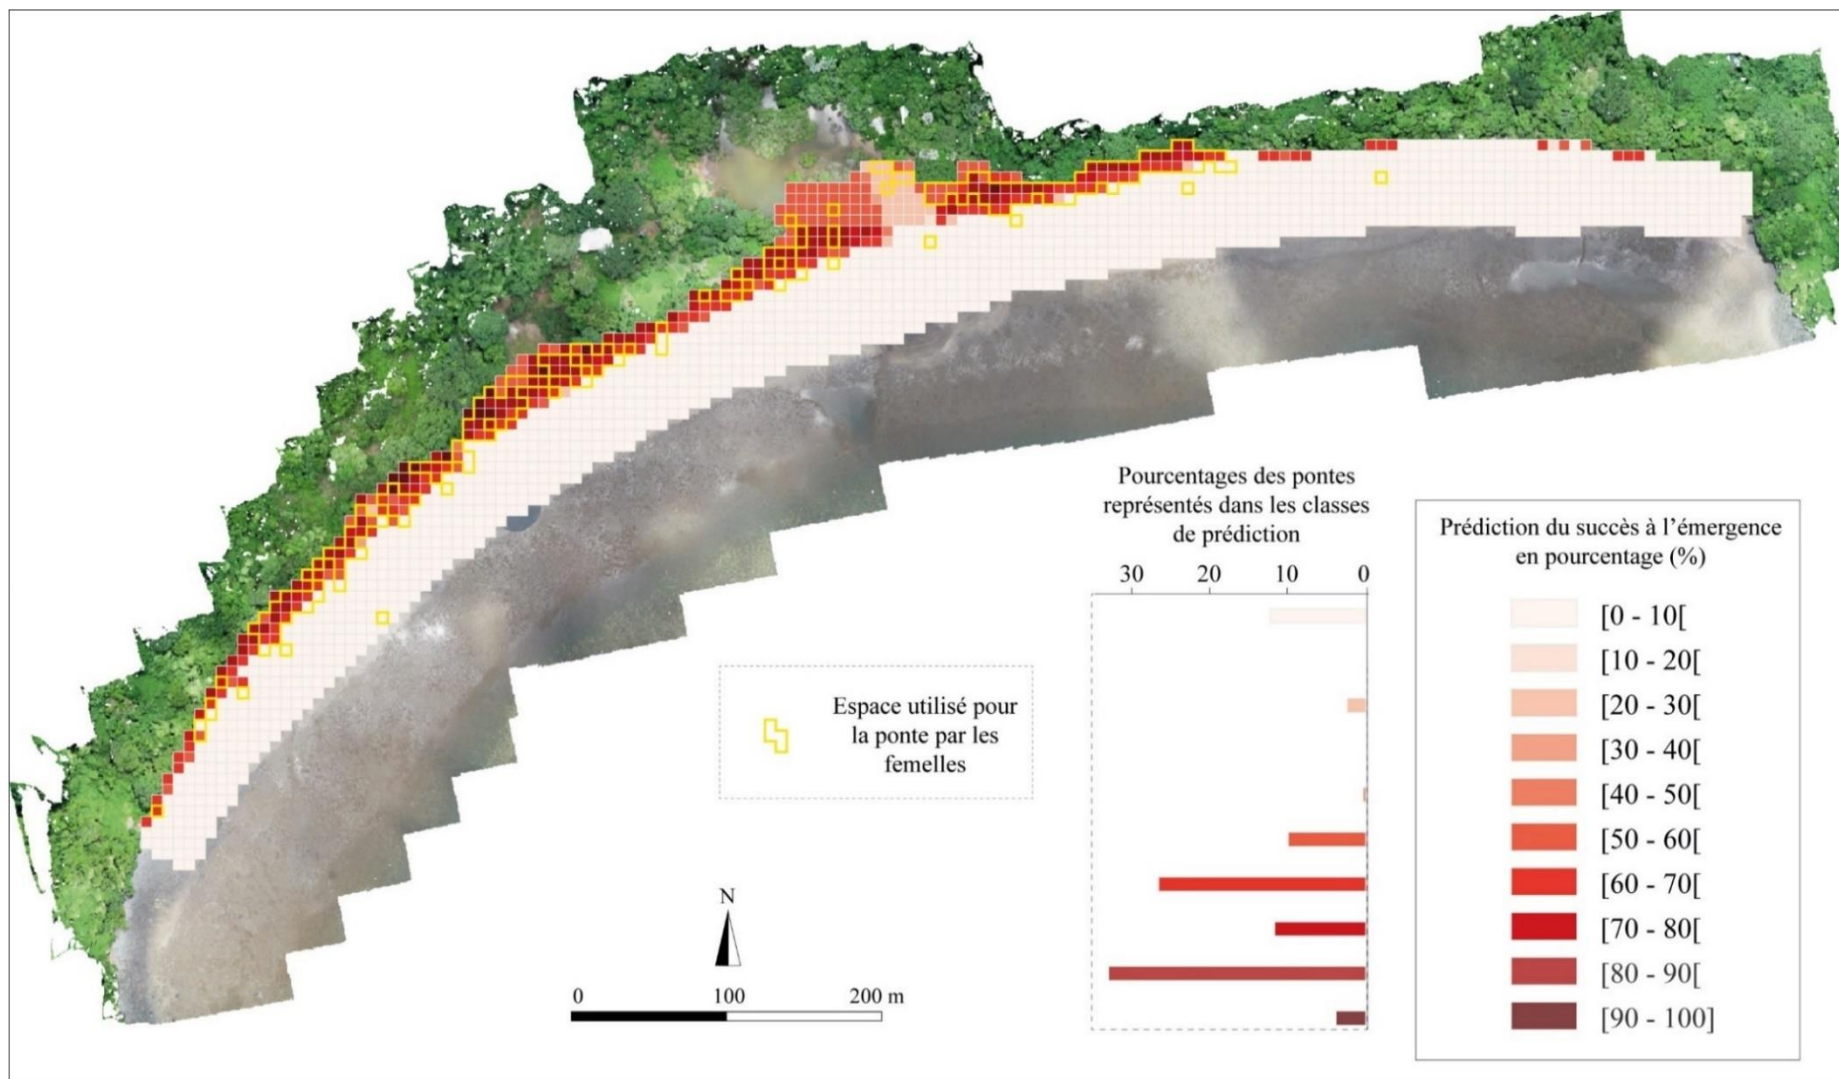 Pourcentages des pontes
représentés dans les classes
de prédiction
30 20 10 0
Prédiction du succès à l’émergence
en pourcentage (%)
[0 - 10[
[10 - 20[
[20 - 30[
[30 - 40[
[40 - 50[
[50 - 60[
[60 - 70[
[70 - 80[
[80 - 90[
[90 - 100]
Espace utilisé pour
la ponte par les
femelles
N
0 100 200 m